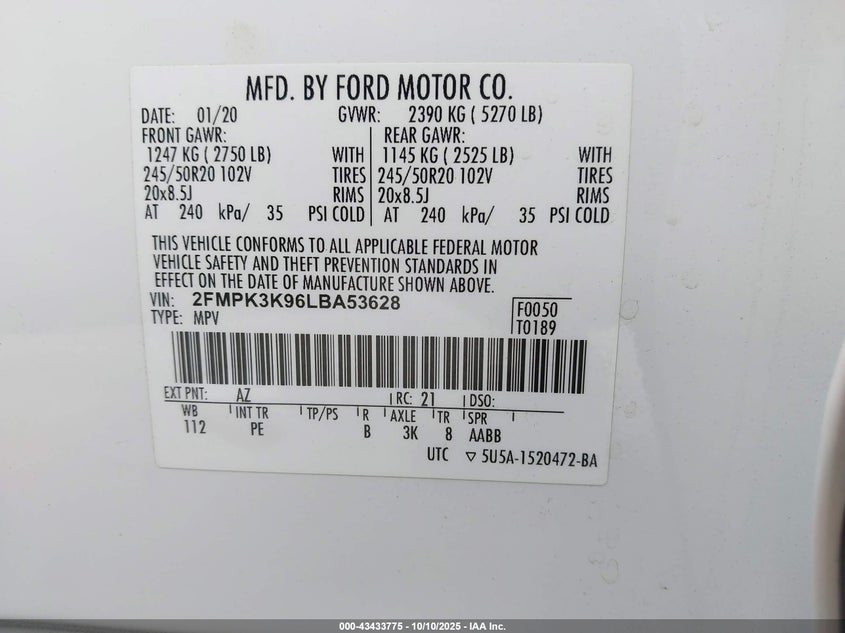 MFD. BY FORD MOTOR CO.
DATE: 01/20 GVWR: 2390 KG ( 5270 LB)
FRONT GAWR: REAR GAWR:
1247 KG ( 2750 LB) WITH 1145 KG ( 2525 LB) WITH
245/50R20 102V TIRES 245/50R20 102V TIRES
20x8.5J RIMS 20x8.5J RIMS
AT 240 kPa/ 35 PSI COLD AT 240 kPa/ 35 PSI COLD
THIS VEHICLE CONFORMS TO ALL APPLICABLE FEDERAL MOTOR
VEHICLE SAFETY AND THEFT PREVENTION STANDARDS IN
EFFECT ON THE DATE OF MANUFACTURE SHOWN ABOVE.
VIN: 2FMPK3K96LBA53628 F0050
TYPE: MPV T0189
EXT PNT: AZ RC: 21 DSO:
WB INT TR TP/PS R AXLE TR SPR
112 PE B 3K 8 AABB
UTC ▽ 5U5A-1520472-BA
000-43433775 - 10/10/2025 - IAA Inc.